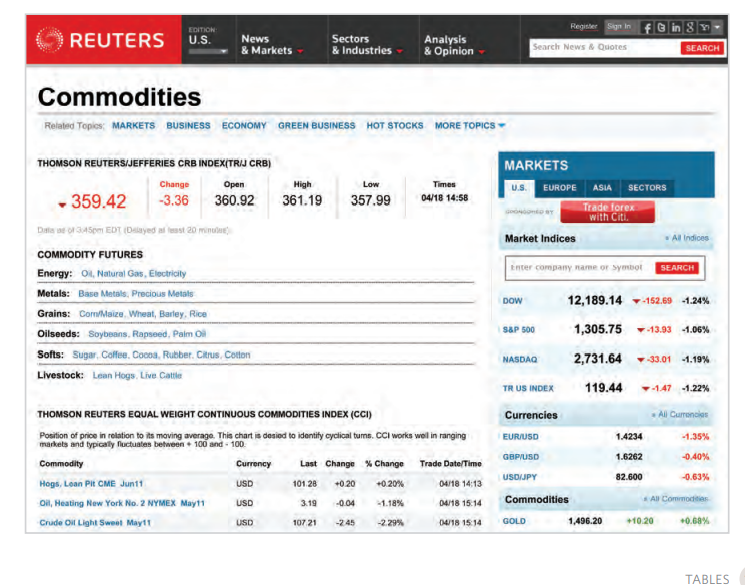 REUTERS
EDITION:
U.S.
News
& Markets
Sectors
& Industries
Analysis
& Opinion
Register Sign In
Search News & Quotes SEARCH
Commodities
Related Topics: MARKETS BUSINESS ECONOMY GREEN BUSINESS HOT STOCKS MORE TOPICS
THOMSON REUTERS/JEFFERIES CRB INDEX(TR/J CRB)
Change Open High Low Times
359.42 -3.36 360.92 361.19 357.99 04/18 14:58
Data as of 3:45pm EDT (Delayed at least 20 minutes).
COMMODITY FUTURES
Energy: Oil, Natural Gas, Electricity
Metals: Base Metals, Precious Metals
Grains: Corn/Maize, Wheat, Barley, Rice
Oilseeds: Soybeans, Rapseed, Palm Oil
Softs: Sugar, Coffee, Cocoa, Rubber, Citrus, Cotton
Livestock: Lean Hogs, Live Cattle
THOMSON REUTERS EQUAL WEIGHT CONTINUOUS COMMODITIES INDEX (CCI)
Position of price in relation to its moving average. This chart is desied to identify cyclical turns. CCI works well in ranging
markets and typically fluctuates between + 100 and - 100.
Commodity Currency Last Change % Change Trade Date/Time
Hogs, Lean Pit CME Jun11 USD 101.28 +0.20 +0.20% 04/18 14:13
Oil, Heating New York No. 2 NYMEX May11 USD 3.19 -0.04 -1.18% 04/18 15:14
Crude Oil Light Sweet May11 USD 107.21 -2.45 -2.29% 04/18 15:14
MARKETS
U.S. EUROPE ASIA SECTORS
SPONSORED BY
Trade forex
with Citi.
Market Indices » All Indices
Enter company name or Symbol SEARCH
DOW 12,189.14 -152.69 -1.24%
S&P 500 1,305.75 -13.93 -1.06%
NASDAQ 2,731.64 -33.01 -1.19%
TR US INDEX 119.44 -1.47 -1.22%
Currencies » All Currencies
EUR/USD 1.4234 -1.35%
GBP/USD 1.6262 -0.40%
USD/JPY 82.600 -0.63%
Commodities » All Commodities
GOLD 1,496.20 +10.20 +0.68%
TABLES